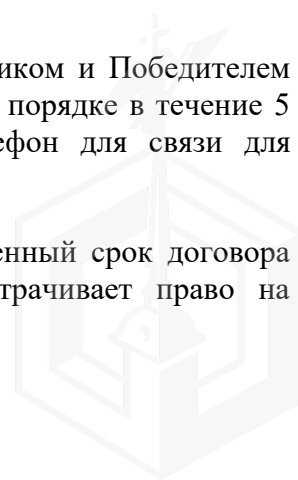 иком и Победителем
порядке в течение 5
ефон для связи для
енный срок договора
трачивает право на